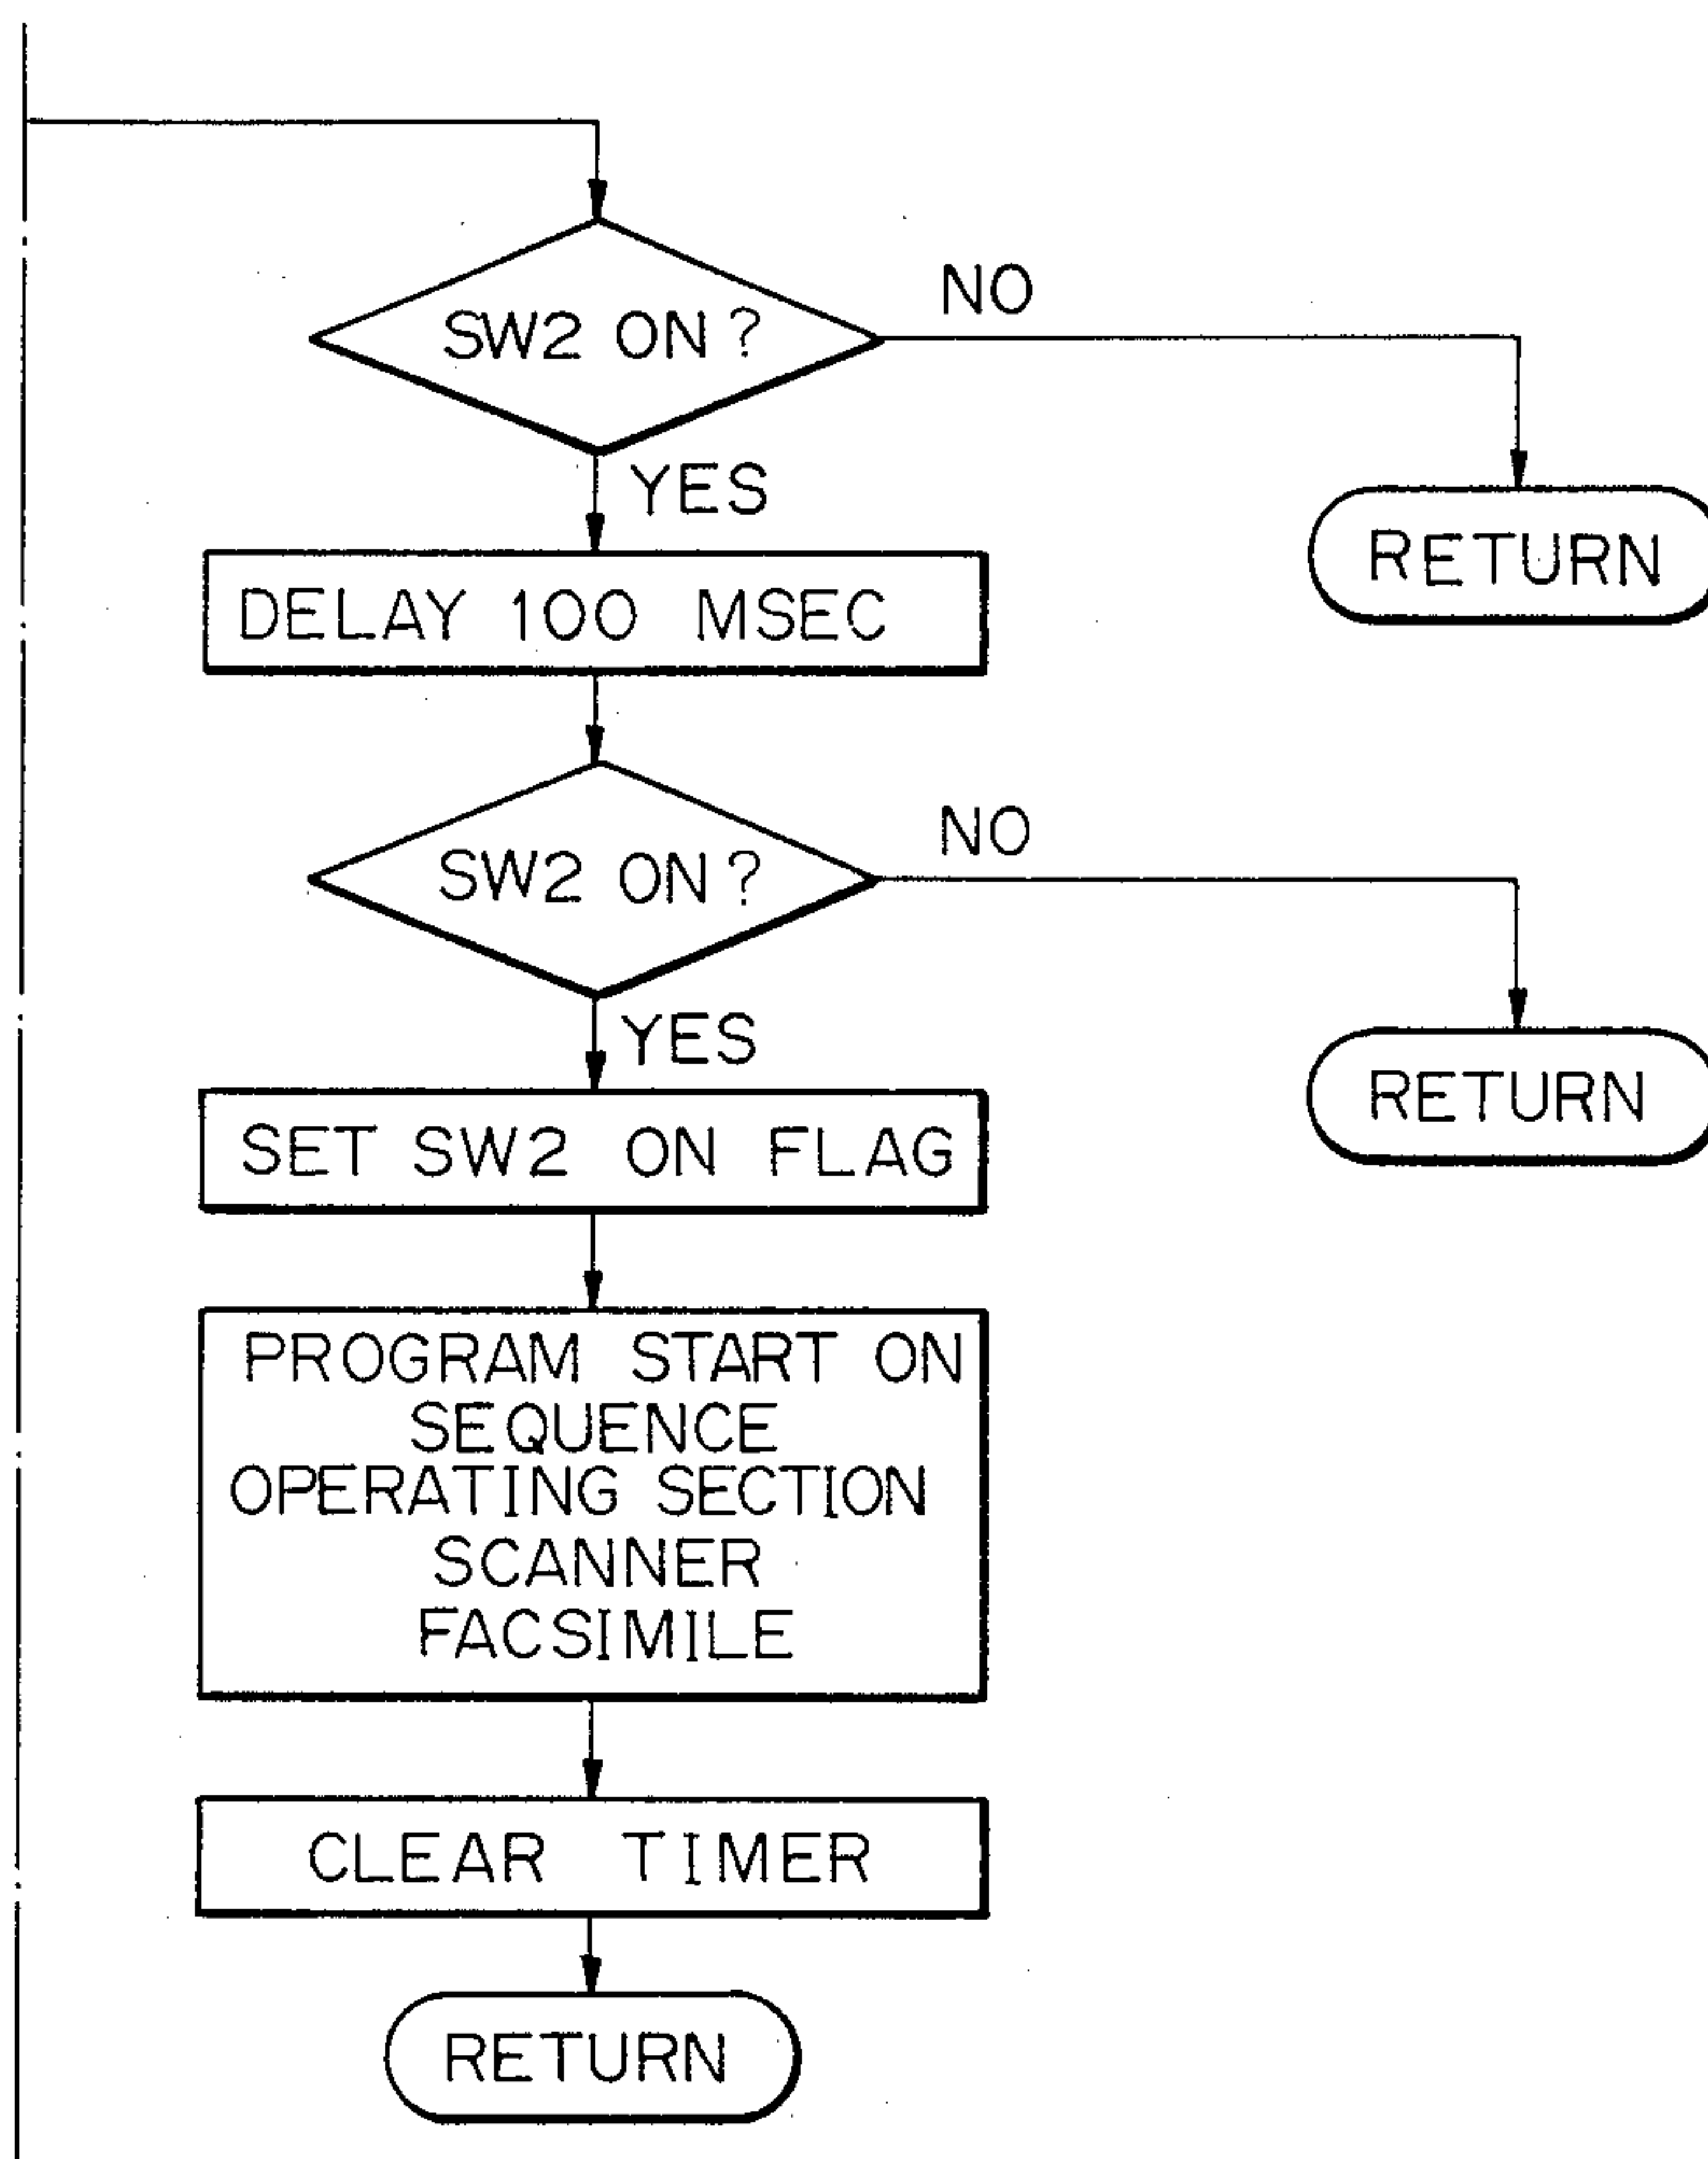 SW2 ON?
NO
YES
RETURN
DELAY 100 MSEC
SW2 ON?
NO
YES
RETURN
SET SW2 ON FLAG
PROGRAM START ON
SEQUENCE
OPERATING SECTION
SCANNER
FACSIMILE
CLEAR TIMER
RETURN